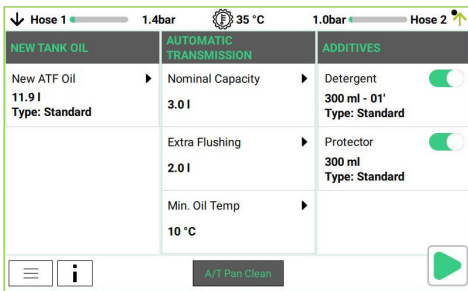 Hose 1
1.4bar
35 °C
1.0bar
Hose 2
NEW TANK OIL
New ATF Oil
11.9 l
Type: Standard
AUTOMATIC
TRANSMISSION
Nominal Capacity
3.0 l
Extra Flushing
2.0 l
Min. Oil Temp
10 °C
ADDITIVES
Detergent
300 ml - 01'
Type: Standard
Protector
300 ml
Type: Standard
i
A/T Pan Clean